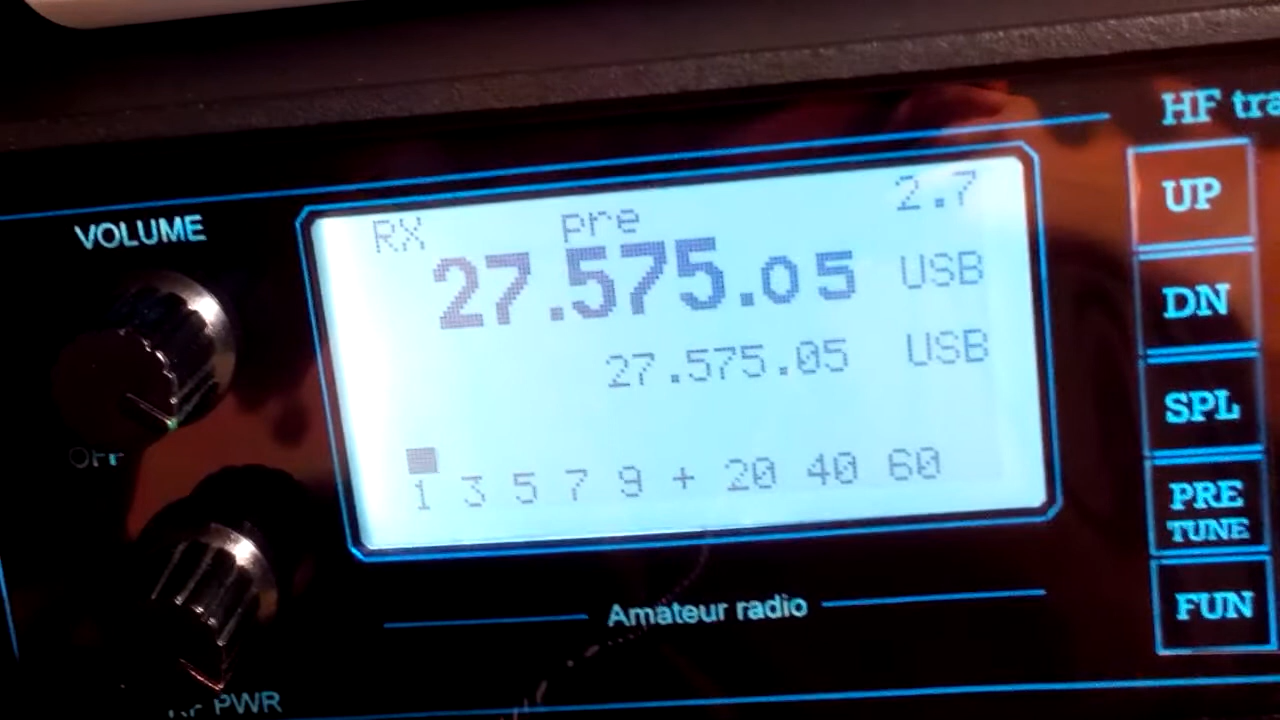 HF tra
VOLUME
RX pre 2.7
27.575.05 USB
27.575.05 USB
1 3 5 7 9 + 20 40 60
OFF
Amateur radio
PWR
UP
DN
SPL
PRE
TUNE
FUN